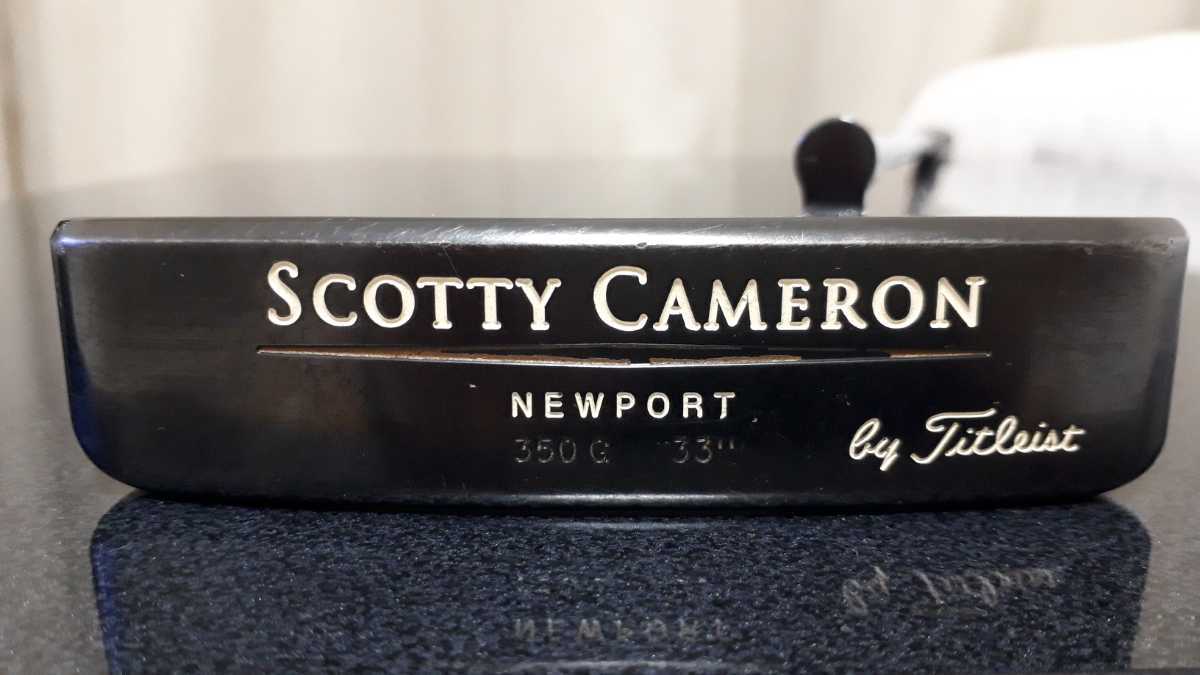 SCOTTY CAMERON
NEWPORT
350 G 33"
by Titleist